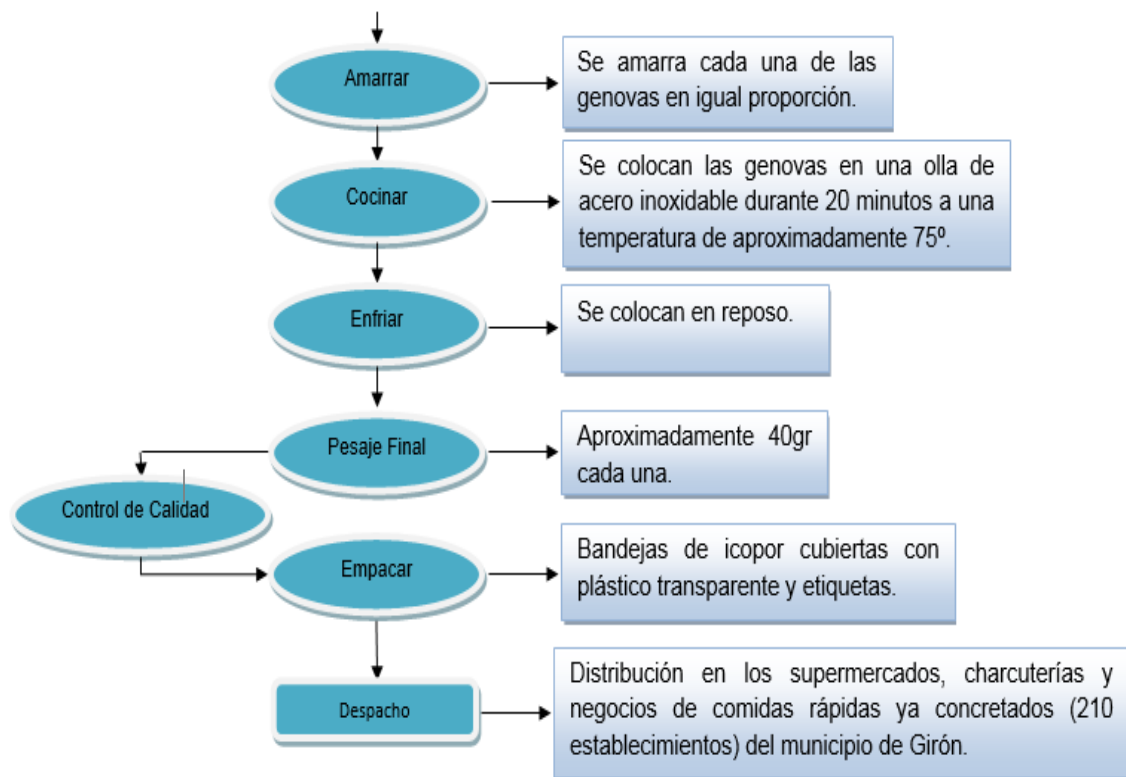 Amarrar
Se amarra cada una de las
genovas en igual proporción.
Cocinar
Se colocan las genovas en una olla de
acero inoxidable durante 20 minutos a una
temperatura de aproximadamente 75º.
Enfriar
Se colocan en reposo.
Pesaje Final
Aproximadamente 40gr
cada una.
Control de Calidad
Empacar
Bandejas de icopor cubiertas con
plástico transparente y etiquetas.
Despacho
Distribución en los supermercados, charcuterías y
negocios de comidas rápidas ya concretados (210
establecimientos) del municipio de Girón.